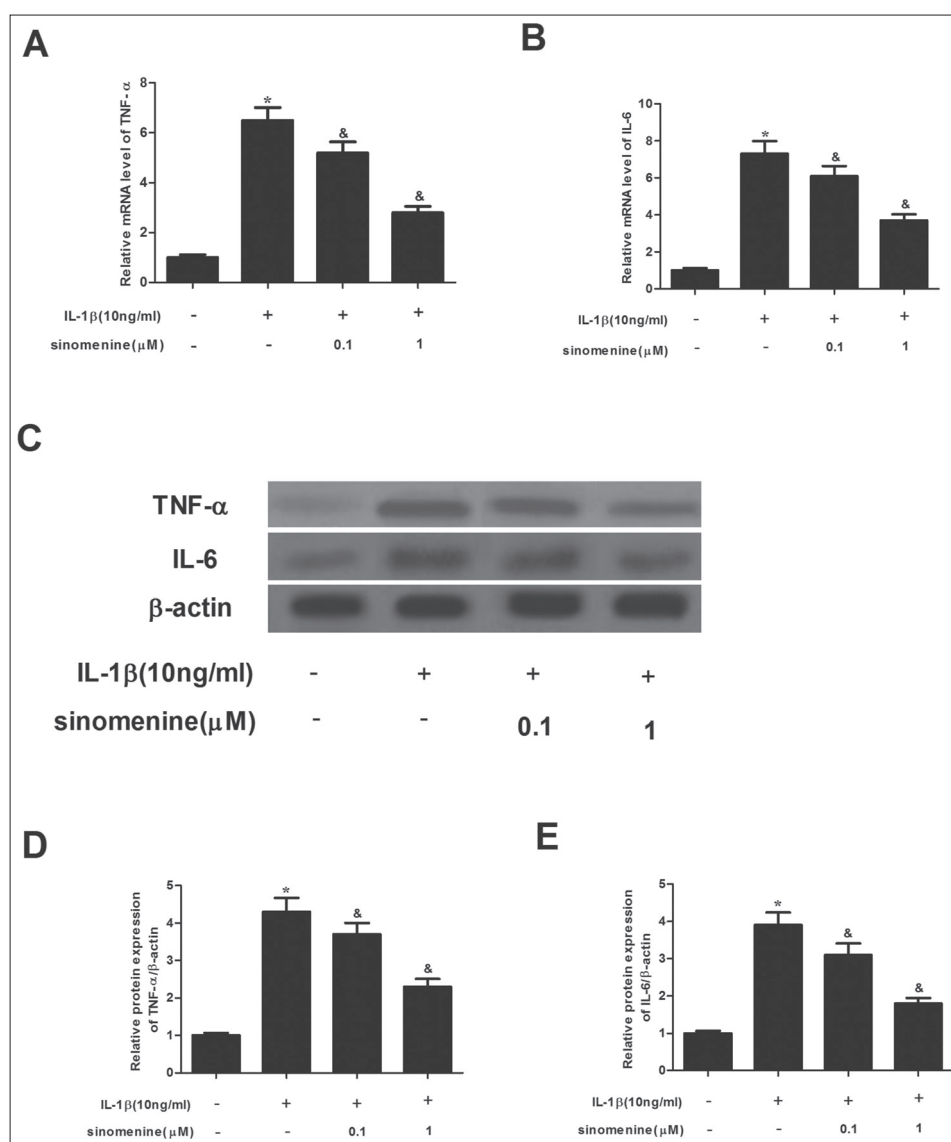 A
Relative mRNA level of TNF-α
8
6
4
2
0
*
&
&
IL-1β(10ng/ml) - + + +
sinomenine(μM) - - 0.1 1
B
Relative mRNA level of IL-6
10
8
6
4
2
0
*
&
&
IL-1β(10ng/ml) - + + +
sinomenine(μM) - - 0.1 1
C
TNF-α
IL-6
β-actin
IL-1β(10ng/ml) - + + +
sinomenine(μM) - - 0.1 1
D
Relative protein expression
of TNF-α/β-actin
5
4
3
2
1
0
*
&
&
IL-1β(10ng/ml) - + + +
sinomenine(μM) - - 0.1 1
E
Relative protein expression
of IL-6/β-actin
5
4
3
2
1
0
*
&
&
IL-1β(10ng/ml) - + + +
sinomenine(μM) - - 0.1 1